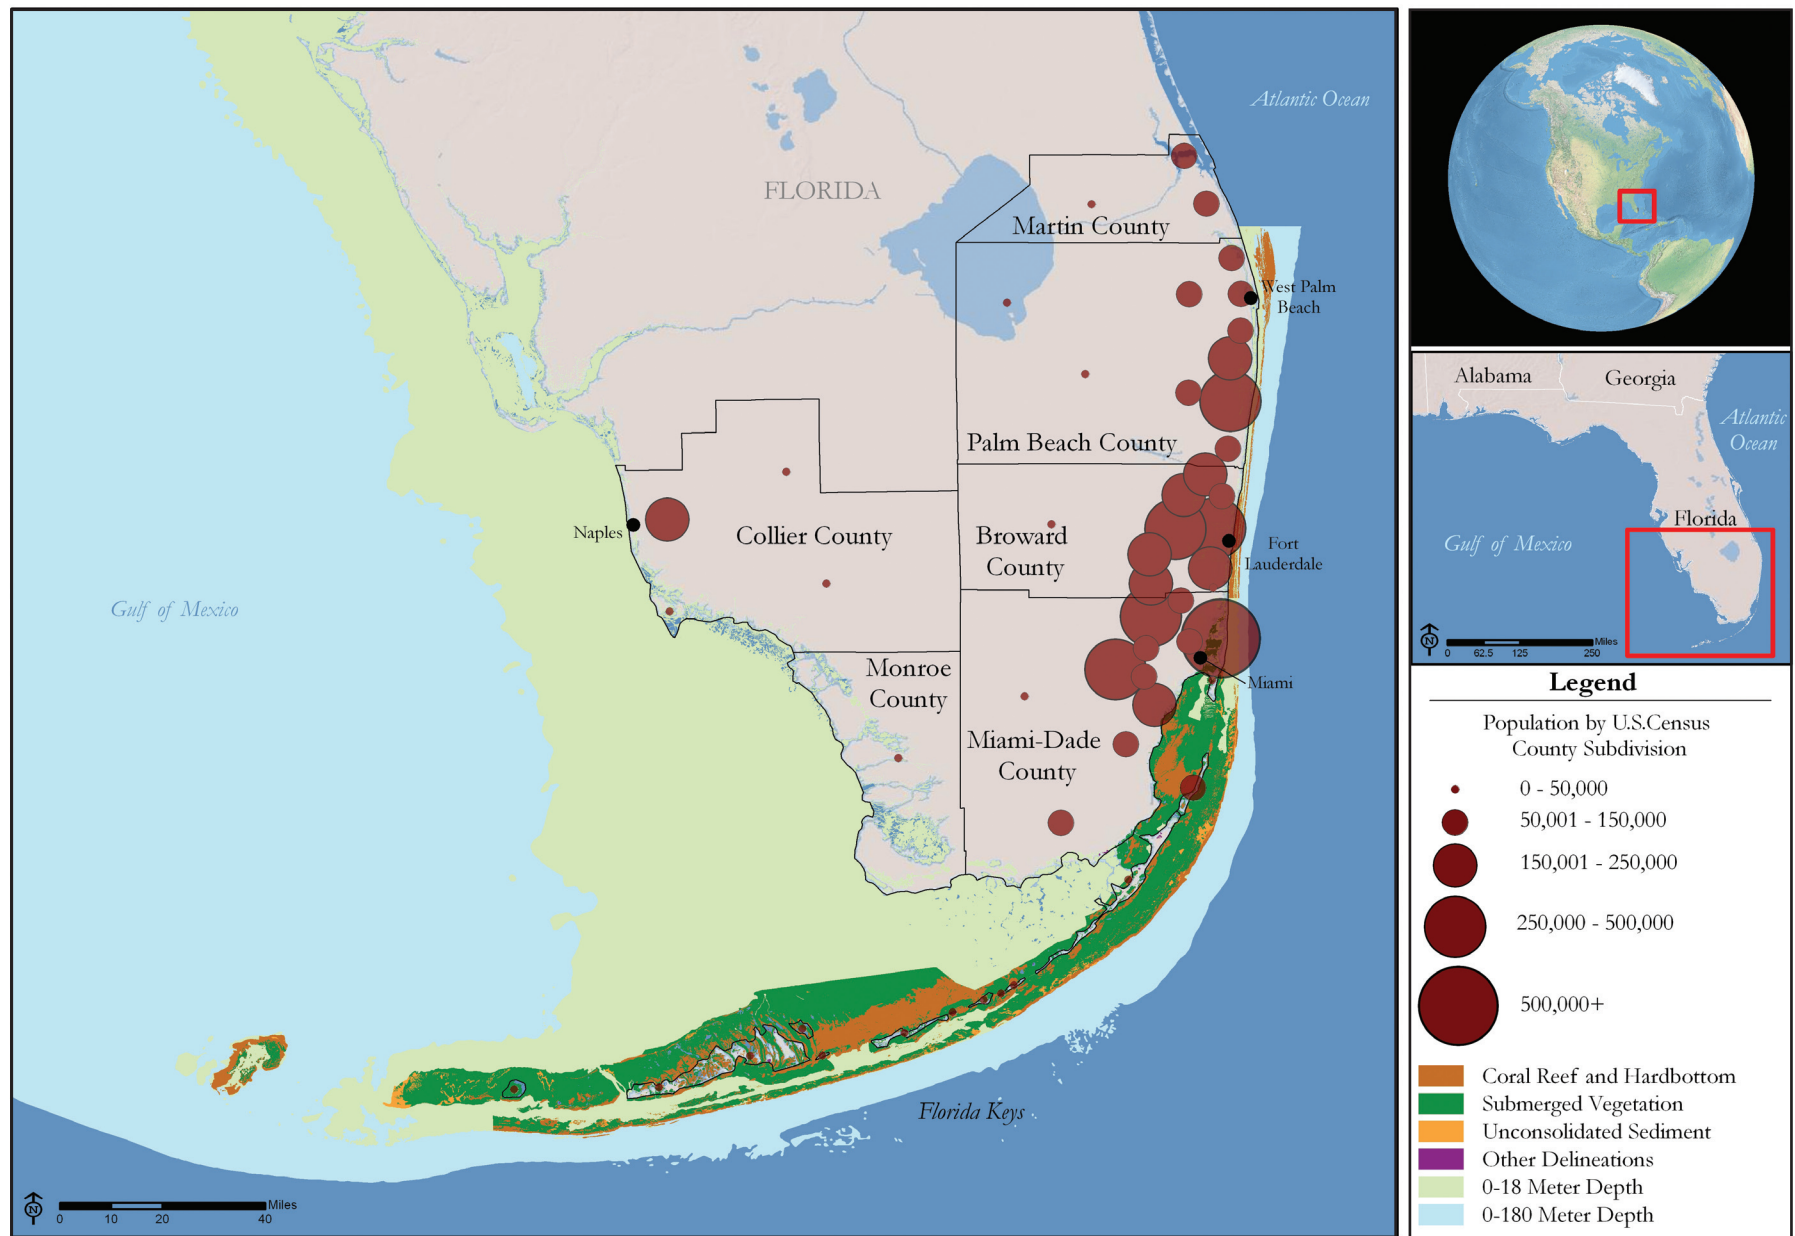 Atlantic Ocean
FLORIDA
Martin County
West Palm
Beach
Palm Beach County
Naples
Collier County
Broward
County
Fort
Lauderdale
Gulf of Mexico
Monroe
County
Miami
Miami-Dade
County
Florida Keys
N
0 10 20 40 Miles
Alabama
Georgia
Atlantic
Ocean
Florida
Gulf of Mexico
N
Miles
0 62.5 125 250
Legend
Population by U.S.Census
County Subdivision
0 - 50,000
50,001 - 150,000
150,001 - 250,000
250,000 - 500,000
500,000+
Coral Reef and Hardbottom
Submerged Vegetation
Unconsolidated Sediment
Other Delineations
0-18 Meter Depth
0-180 Meter Depth